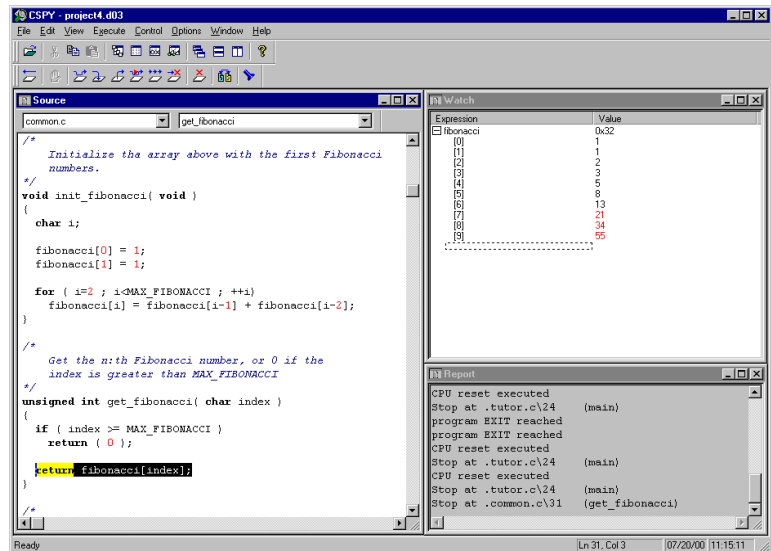 CSPY - project4.d03
File Edit View Execute Control Options Window Help
Source
common.c get_fibonacci
/*
Initialize tha array above with the first Fibonacci
numbers.
*/
void init_fibonacci( void )
{
char i;
fibonacci[0] = 1;
fibonacci[1] = 1;
for ( i=2 ; i<MAX_FIBONACCI ; ++i)
fibonacci[i] = fibonacci[i-1] + fibonacci[i-2];
}
/*
Get the n:th Fibonacci number, or 0 if the
index is greater than MAX_FIBONACCI
*/
unsigned int get_fibonacci( char index )
{
if ( index >= MAX_FIBONACCI )
return ( 0 );
return fibonacci[index];
}
/*
Watch
Expression Value
fibonacci 0x32
[0] 1
[1] 1
[2] 2
[3] 3
[4] 5
[5] 8
[6] 13
[7] 21
[8] 34
[9] 55
Report
CPU reset executed
Stop at .tutor.c\24 (main)
program EXIT reached
program EXIT reached
CPU reset executed
Stop at .tutor.c\24 (main)
CPU reset executed
Stop at .tutor.c\24 (main)
Stop at .common.c\31 (get_fibonacci)
Ready Ln 31, Col 3 07/20/00 11:15:11